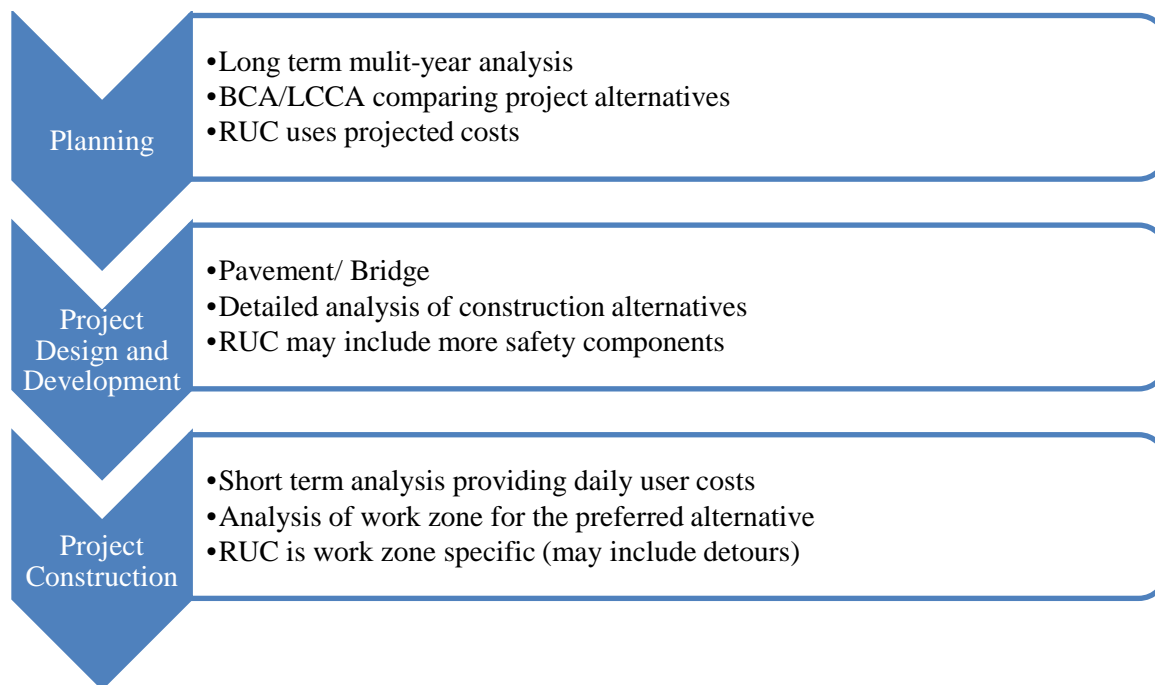 Planning
•Long term mulit-year analysis
•BCA/LCCA comparing project alternatives
•RUC uses projected costs
Project
Design and
Development
•Pavement/ Bridge
•Detailed analysis of construction alternatives
•RUC may include more safety components
Project
Construction
•Short term analysis providing daily user costs
•Analysis of work zone for the preferred alternative
•RUC is work zone specific (may include detours)